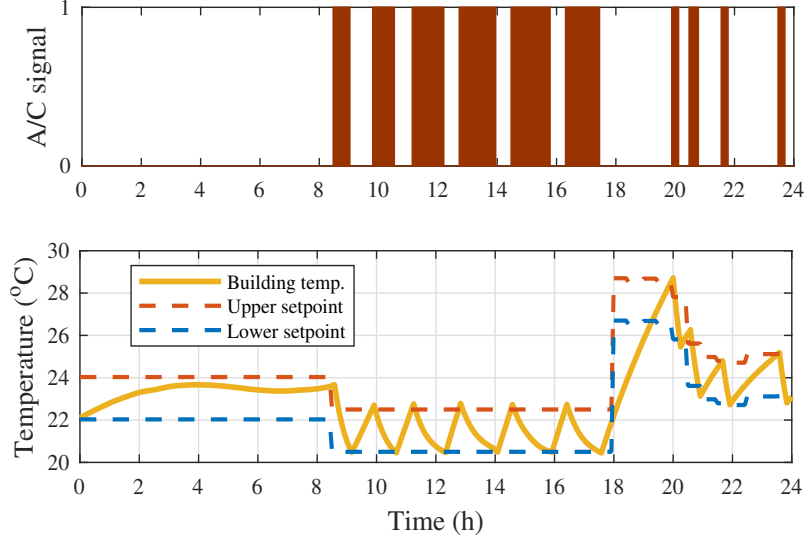 1
A/C signal
0
0 2 4 6 8 10 12 14 16 18 20 22 24
30
28
26
24
22
20
Temperature (°C)
Building temp.
Upper setpoint
Lower setpoint
0 2 4 6 8 10 12 14 16 18 20 22 24
Time (h)